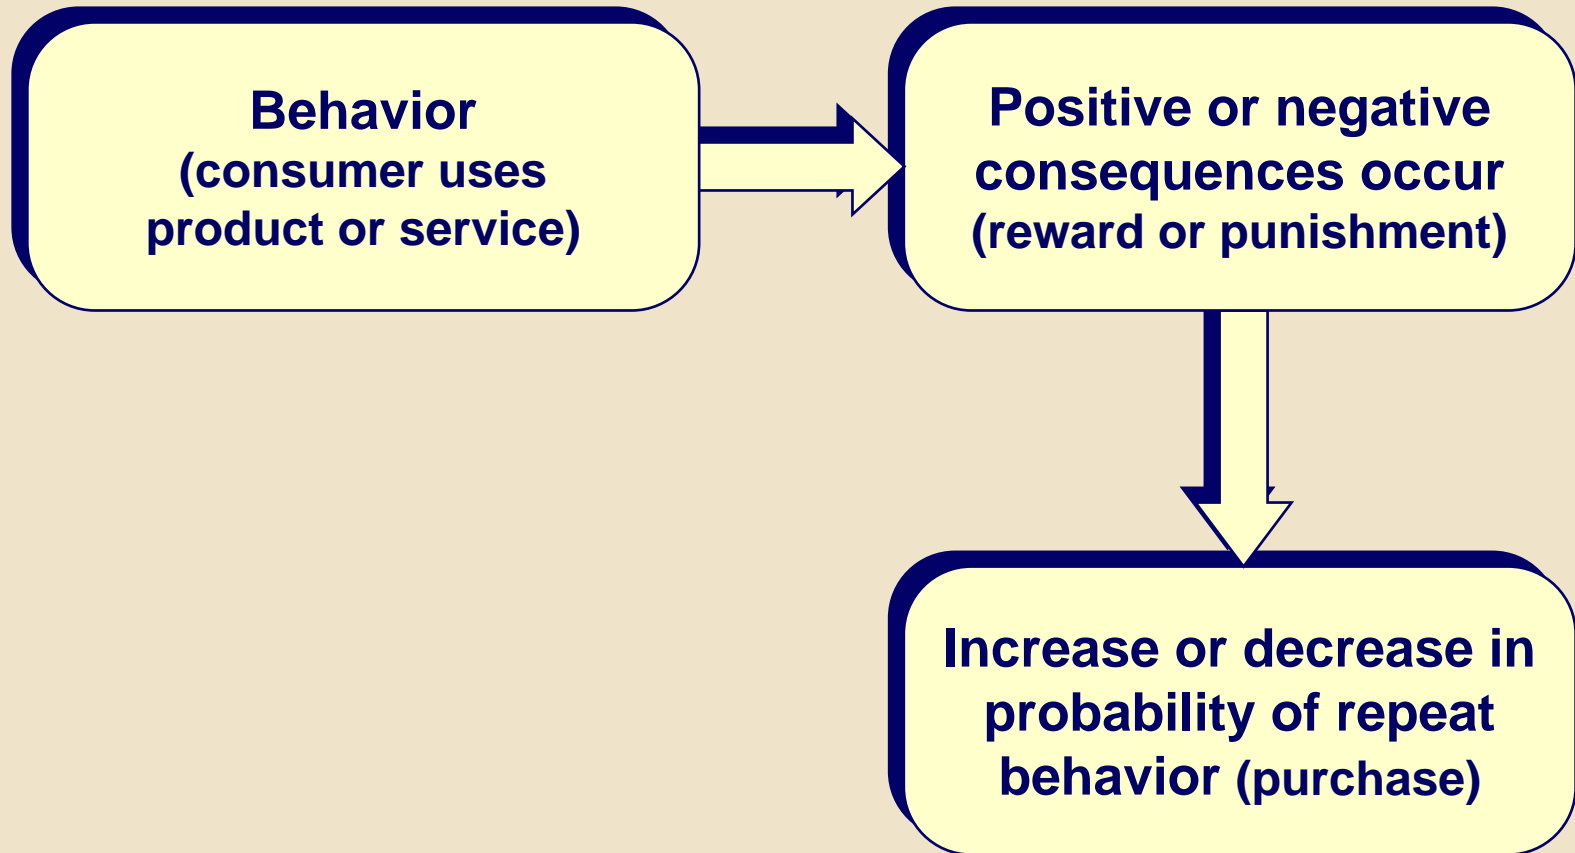 Behavior
(consumer uses
product or service)
Positive or negative
consequences occur
(reward or punishment)
Increase or decrease in
probability of repeat
behavior (purchase)